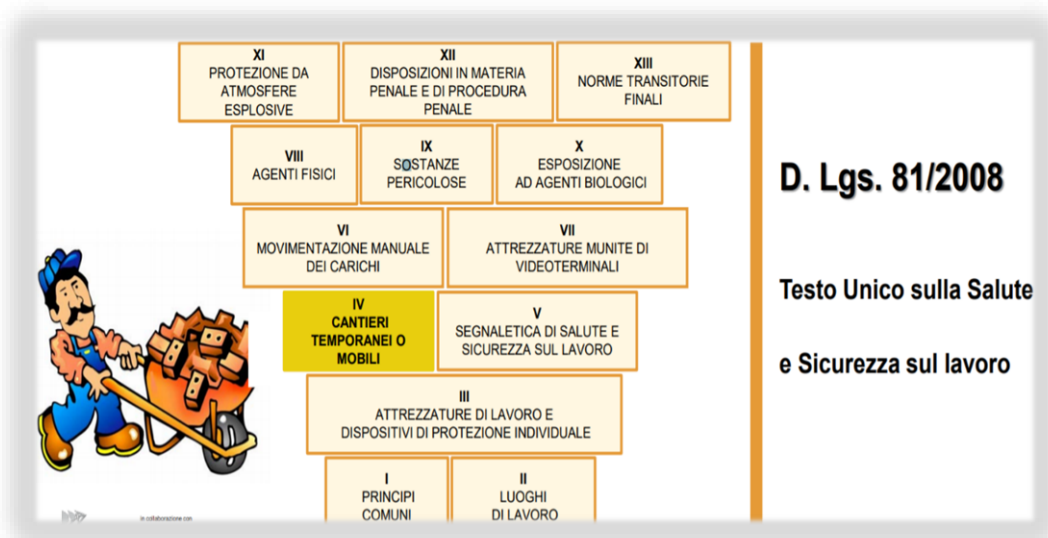 XI
PROTEZIONE DA
ATMOSFERE
ESPLOSIVE
XII
DISPOSIZIONI IN MATERIA
PENALE E DI PROCEDURA
PENALE
XIII
NORME TRANSITORIE
FINALI
VIII
AGENTI FISICI
IX
SOSTANZE
PERICOLOSE
X
ESPOSIZIONE
AD AGENTI BIOLOGICI
VI
MOVIMENTAZIONE MANUALE
DEI CARICHI
VII
ATTREZZATURE MUNITE DI
VIDEOTERMINALI
IV
CANTIERI
TEMPORANEI O
MOBILI
V
SEGNALETICA DI SALUTE E
SICUREZZA SUL LAVORO
III
ATTREZZATURE DI LAVORO E
DISPOSITIVI DI PROTEZIONE INDIVIDUALE
I
PRINCIPI
COMUNI
II
LUOGHI
DI LAVORO
in collaborazione con
D. Lgs. 81/2008
Testo Unico sulla Salute
e Sicurezza sul lavoro